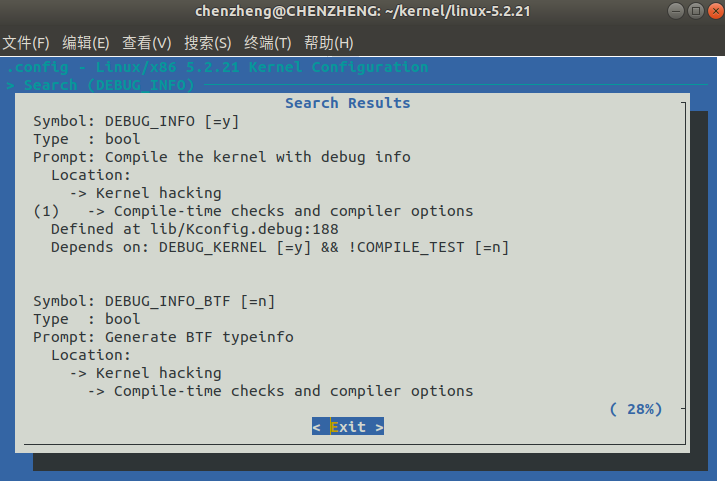 chenzheng@CHENZHENG: ~/kernel/linux-5.2.21
文件(F) 编辑(E) 查看(V) 搜索(S) 终端(T) 帮助(H)
.config - Linux/x86 5.2.21 Kernel Configuration
> Search (DEBUG_INFO)
Search Results
Symbol: DEBUG_INFO [=y]
Type  : bool
Prompt: Compile the kernel with debug info
Location:
-> Kernel hacking
(1)   -> Compile-time checks and compiler options
Defined at lib/Kconfig.debug:188
Depends on: DEBUG_KERNEL [=y] && !COMPILE_TEST [=n]
Symbol: DEBUG_INFO_BTF [=n]
Type  : bool
Prompt: Generate BTF typeinfo
Location:
-> Kernel hacking
-> Compile-time checks and compiler options
( 28%)
< Exit >